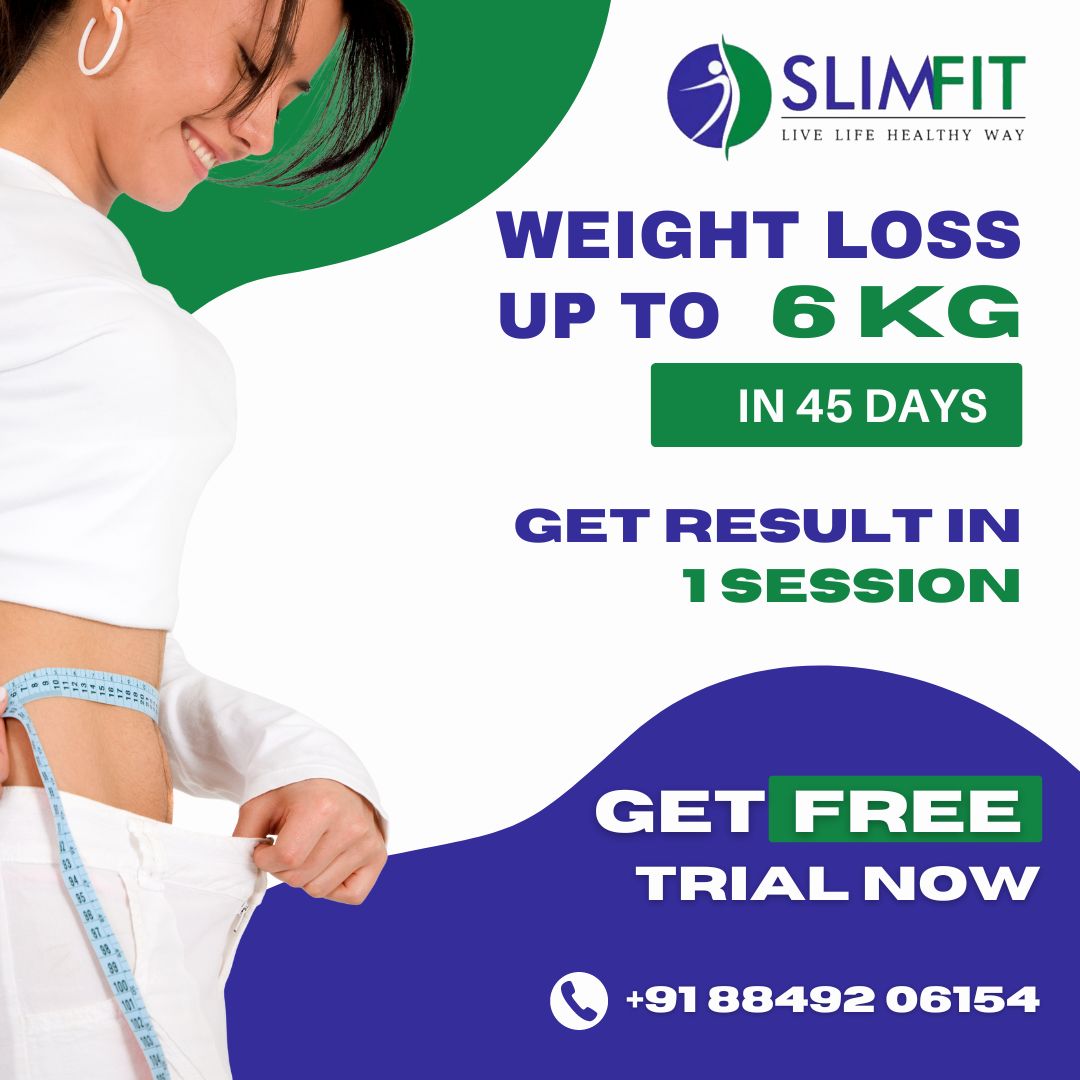 SLIMFIT
LIVE LIFE HEALTHY WAY
WEIGHT LOSS
UP TO 6 KG
IN 45 DAYS
GET RESULT IN
1 SESSION
GET FREE
TRIAL NOW
+91 88492 06154